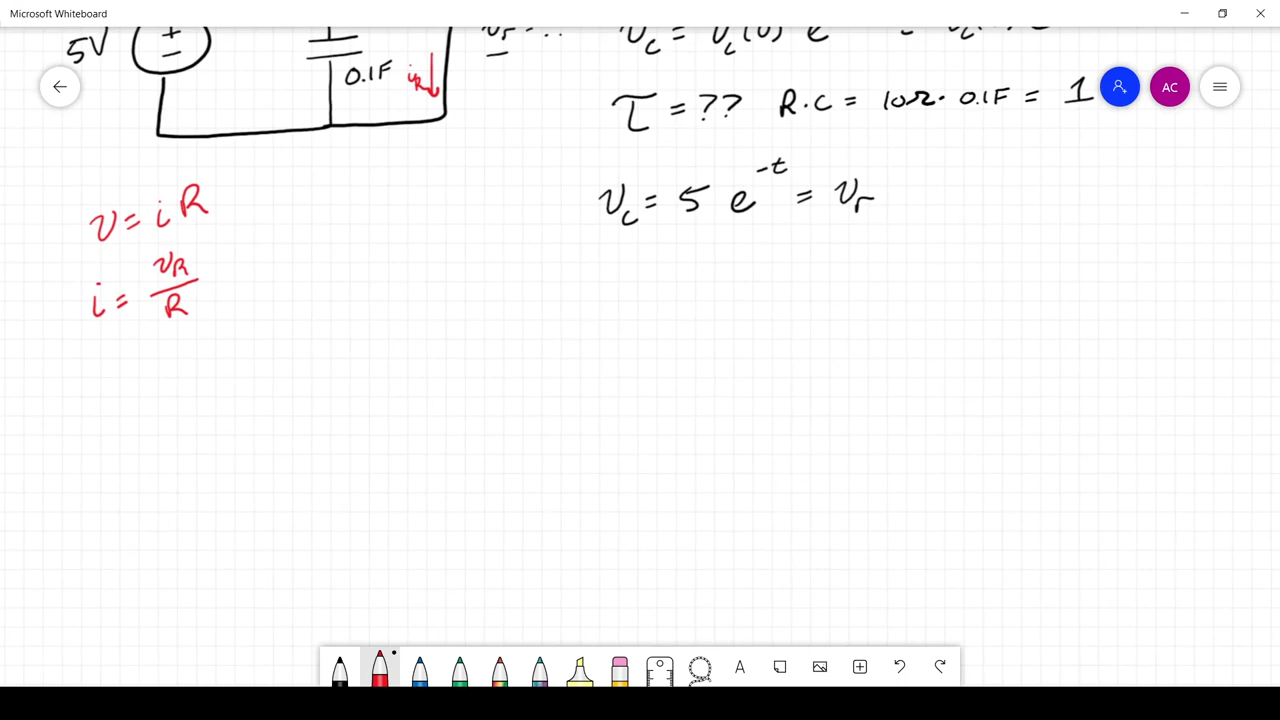 Microsoft Whiteboard
5V
+
−
0.1F
iR
τ = ?? R·C = 10Ω · 0.1F = 1
AC
v = iR
i = vR/R
vc = 5 e^-t = vr
A